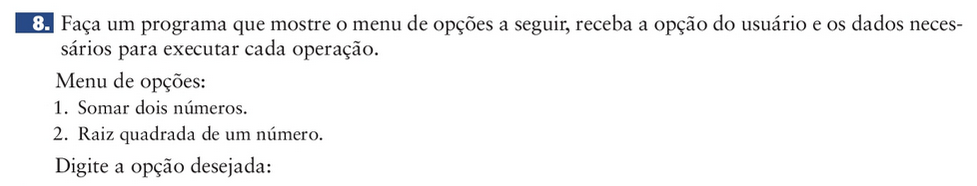 8. Faça um programa que mostre o menu de opções a seguir, receba a opção do usuário e os dados neces-
sários para executar cada operação.
Menu de opções:
1. Somar dois números.
2. Raiz quadrada de um número.
Digite a opção desejada: